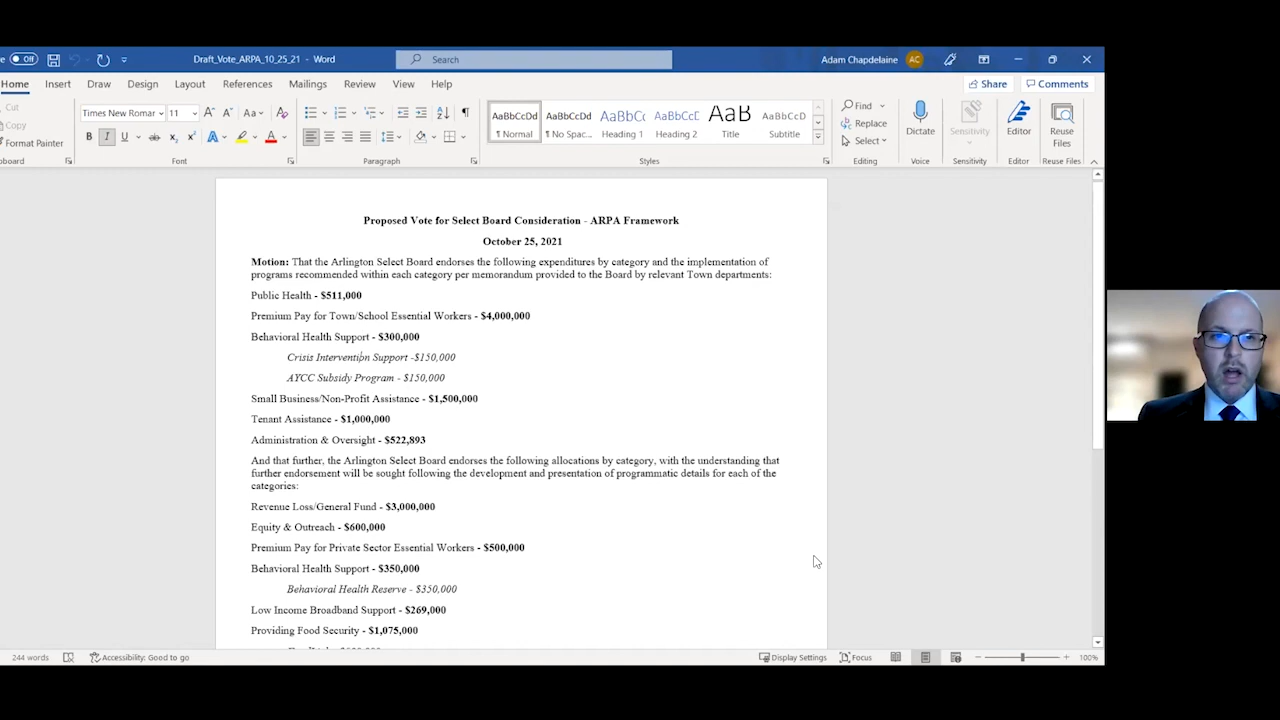 Off
Draft_Vote_ARPA_10_25_21 - Word
Search
Adam Chapdelaine
AC
Home Insert Draw Design Layout References Mailings Review View Help
Share
Comments
Cut
Copy
Format Painter
Times New Roman
11
Aa
B I U ab x₂ x²
A A
Font
Paragraph
AaBbCcDd AaBbCcDd AaBbCc AaBbCcC AaB AaBbCcD
¶ Normal ¶ No Spac... Heading 1 Heading 2 Title Subtitle
Styles
Find
Replace
Select
Editing
Dictate
Voice
Sensitivity
Sensitivity
Editor
Editor
Reuse
Files
Reuse Files
Proposed Vote for Select Board Consideration - ARPA Framework
October 25, 2021
Motion: That the Arlington Select Board endorses the following expenditures by category and the implementation of
programs recommended within each category per memorandum provided to the Board by relevant Town departments:
Public Health - $511,000
Premium Pay for Town/School Essential Workers - $4,000,000
Behavioral Health Support - $300,000
Crisis Intervention Support -$150,000
AYCC Subsidy Program - $150,000
Small Business/Non-Profit Assistance - $1,500,000
Tenant Assistance - $1,000,000
Administration & Oversight - $522,893
And that further, the Arlington Select Board endorses the following allocations by category, with the understanding that
further endorsement will be sought following the development and presentation of programmatic details for each of the
categories:
Revenue Loss/General Fund - $3,000,000
Equity & Outreach - $600,000
Premium Pay for Private Sector Essential Workers - $500,000
Behavioral Health Support - $350,000
Behavioral Health Reserve - $350,000
Low Income Broadband Support - $269,000
Providing Food Security - $1,075,000
244 words
Accessibility: Good to go
Display Settings
Focus
100%